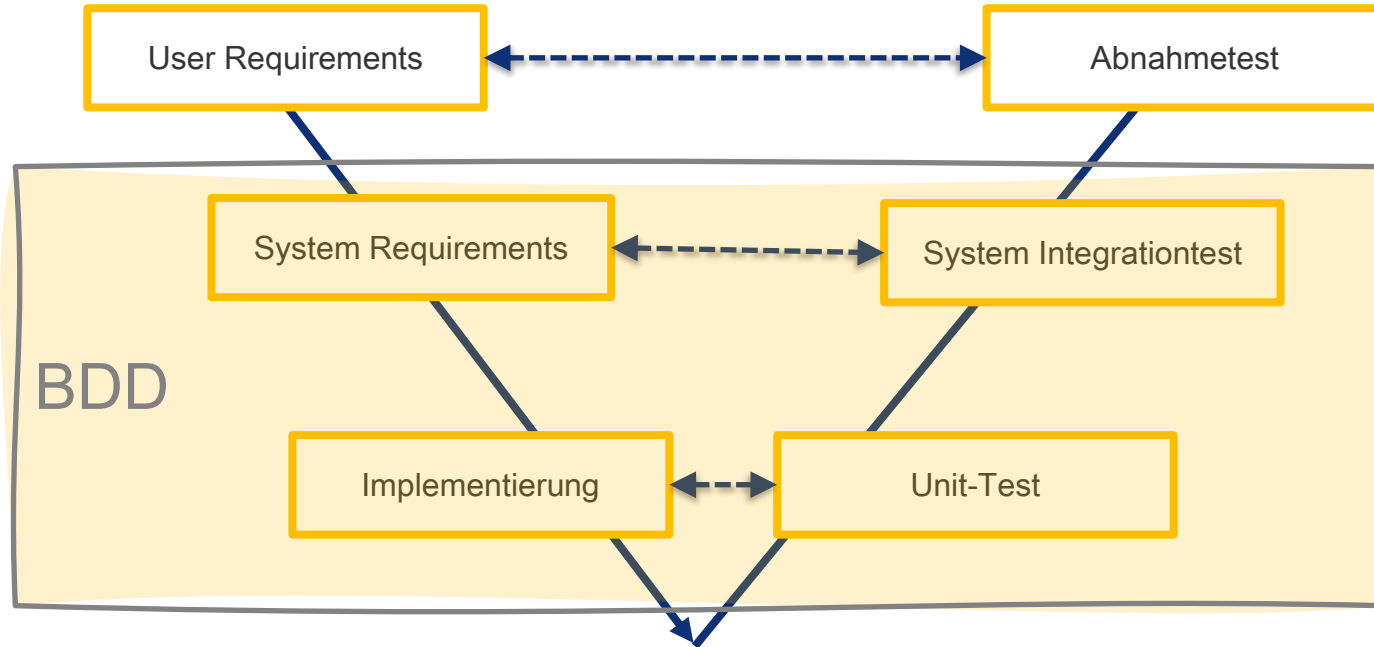 User Requirements
Abnahmetest
System Requirements
System Integrationtest
BDD
Implementierung
Unit-Test